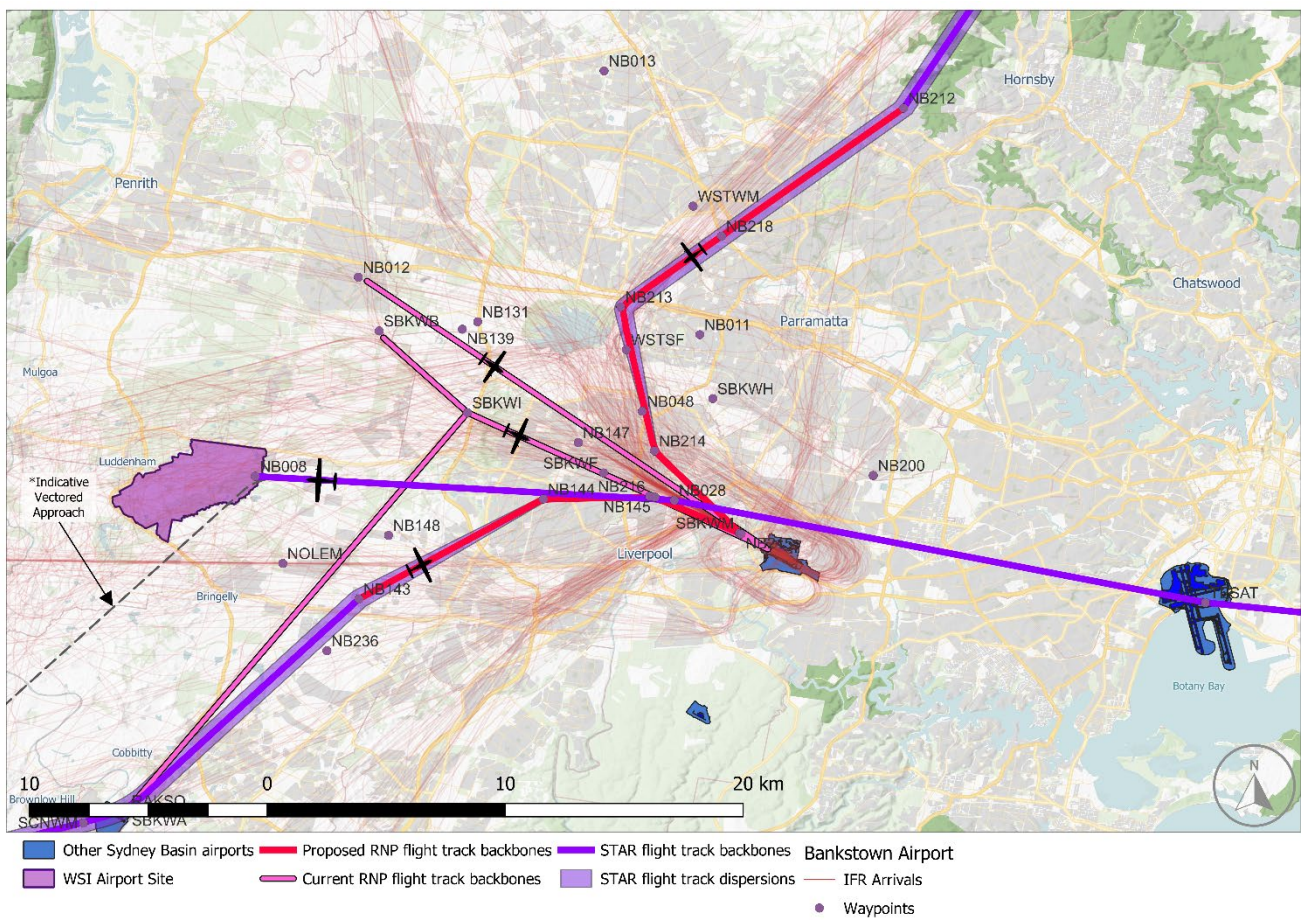 NB013
Hornsby
NB212
Penrith
WSTWM
NB218
NB012
Chatswood
NB213
SBKWB
NB131
NB139
NB011
Parramatta
WSTSF
Mulgoa
SBKWH
SBKWI
NB048
NB147
NB214
Luddenham
SBKWF
NB008
NB200
*Indicative
Vectored
Approach
NB216
NB144
NB028
NB145
NB148
SBKWM
NOLEM
Liverpool
Bringelly
NB143
NB236
Botany Bay
Cobbitty
10 0 10 20 km
Brownlow Hill
SCNWM
SBKWA
N
Other Sydney Basin airports
Proposed RNP flight track backbones
STAR flight track backbones
Bankstown Airport
WSI Airport Site
Current RNP flight track backbones
STAR flight track dispersions
IFR Arrivals
Waypoints